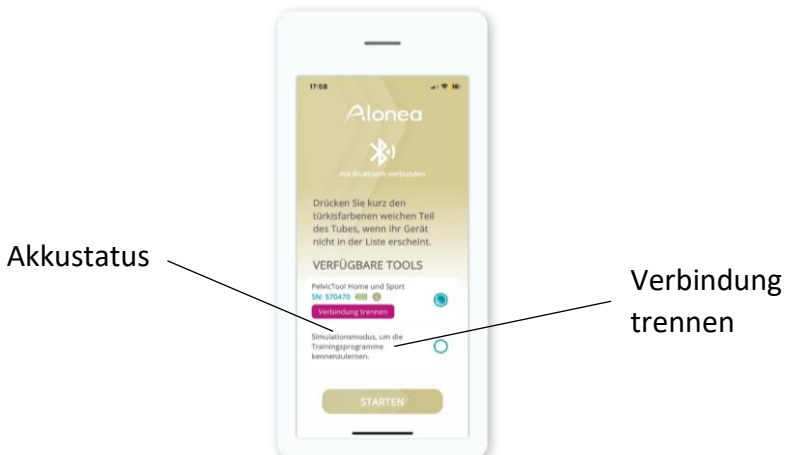 17:58
Alonea
mit Bluetooth verbunden
Drücken Sie kurz den
türkisfarbenen weichen Teil
des Tubes, wenn ihr Gerät
nicht in der Liste erscheint.
VERFÜGBARE TOOLS
PelvicTool Home und Sport
SN: 570470
Verbindung trennen
Simulationsmodus, um die
Trainingsprogramme
kennenzulernen.
STARTEN
Akkustatus
Verbindung
trennen